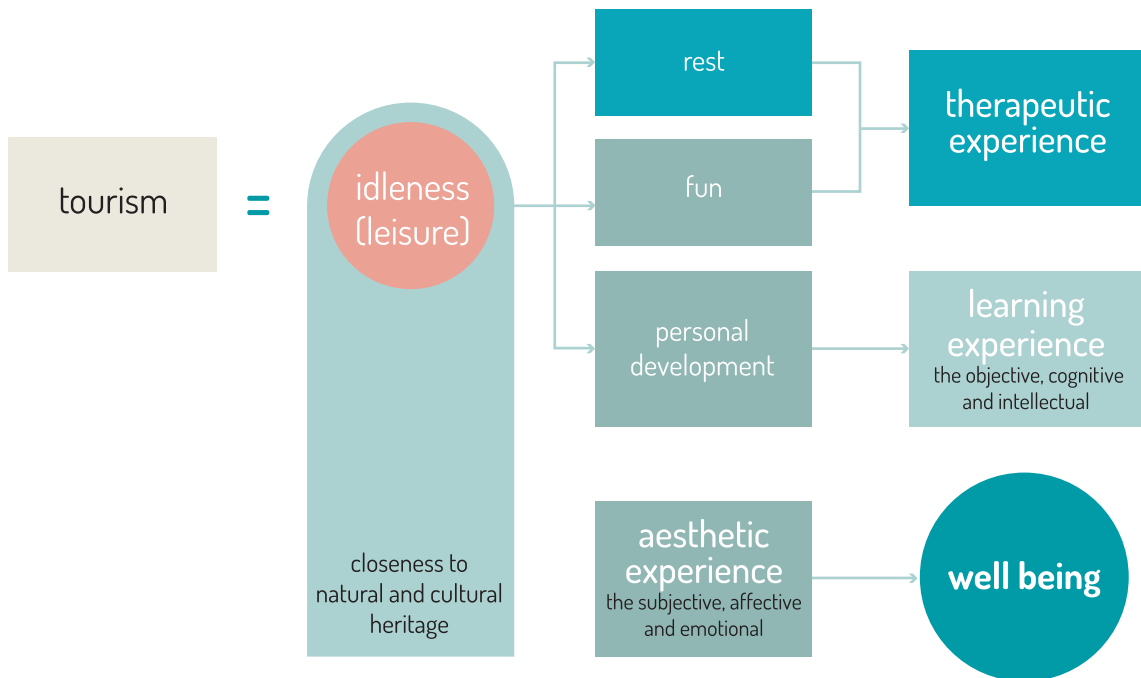 tourism
=
idleness
(leisure)
closeness to
natural and cultural
heritage
rest
fun
personal
development
therapeutic
experience
learning
experience
the objective, cognitive
and intellectual
aesthetic
experience
the subjective, affective
and emotional
well being